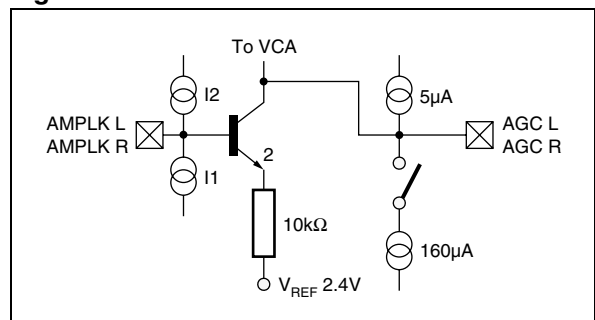 To VCA
I2
5µA
AMPLK L
AMPLK R
AGC L
AGC R
I1
2
10kΩ
160µA
VREF 2.4V